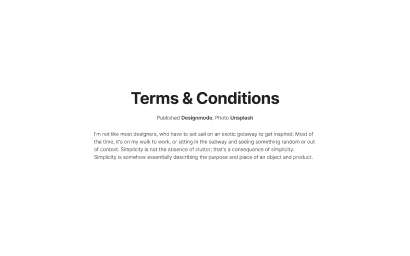 Terms & Conditions
Published Designmodo, Photo Unsplash
I'm not like most designers, who have to set sail on an exotic getaway to get inspired. Most of
the time, it's on my walk to work, or sitting in the subway and seeing something random or out
of context. Simplicity is not the absence of clutter, that's a consequence of simplicity.
Simplicity is somehow essentially describing the purpose and place of an object and product.